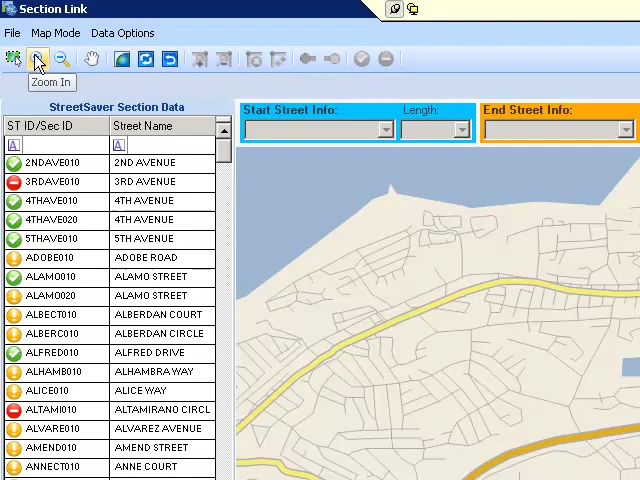 Section Link
File Map Mode Data Options
Zoom In
StreetSaver Section Data
Start Street Info: Length: End Street Info:
ST ID/Sec ID Street Name
A A
2NDAVE010 2ND AVENUE
3RDAVE010 3RD AVENUE
4THAVE010 4TH AVENUE
4THAVE020 4TH AVENUE
5THAVE010 5TH AVENUE
ADOBE010 ADOBE ROAD
ALAMO010 ALAMO STREET
ALAMO020 ALAMO STREET
ALBECT010 ALBERDAN COURT
ALBERC010 ALBERDAN CIRCLE
ALFRED010 ALFRED DRIVE
ALHAMB010 ALHAMBRA WAY
ALICE010 ALICE WAY
ALTAMI010 ALTAMIRANO CIRCL
ALVARE010 ALVAREZ AVENUE
AMEND010 AMEND STREET
ANNECT010 ANNE COURT